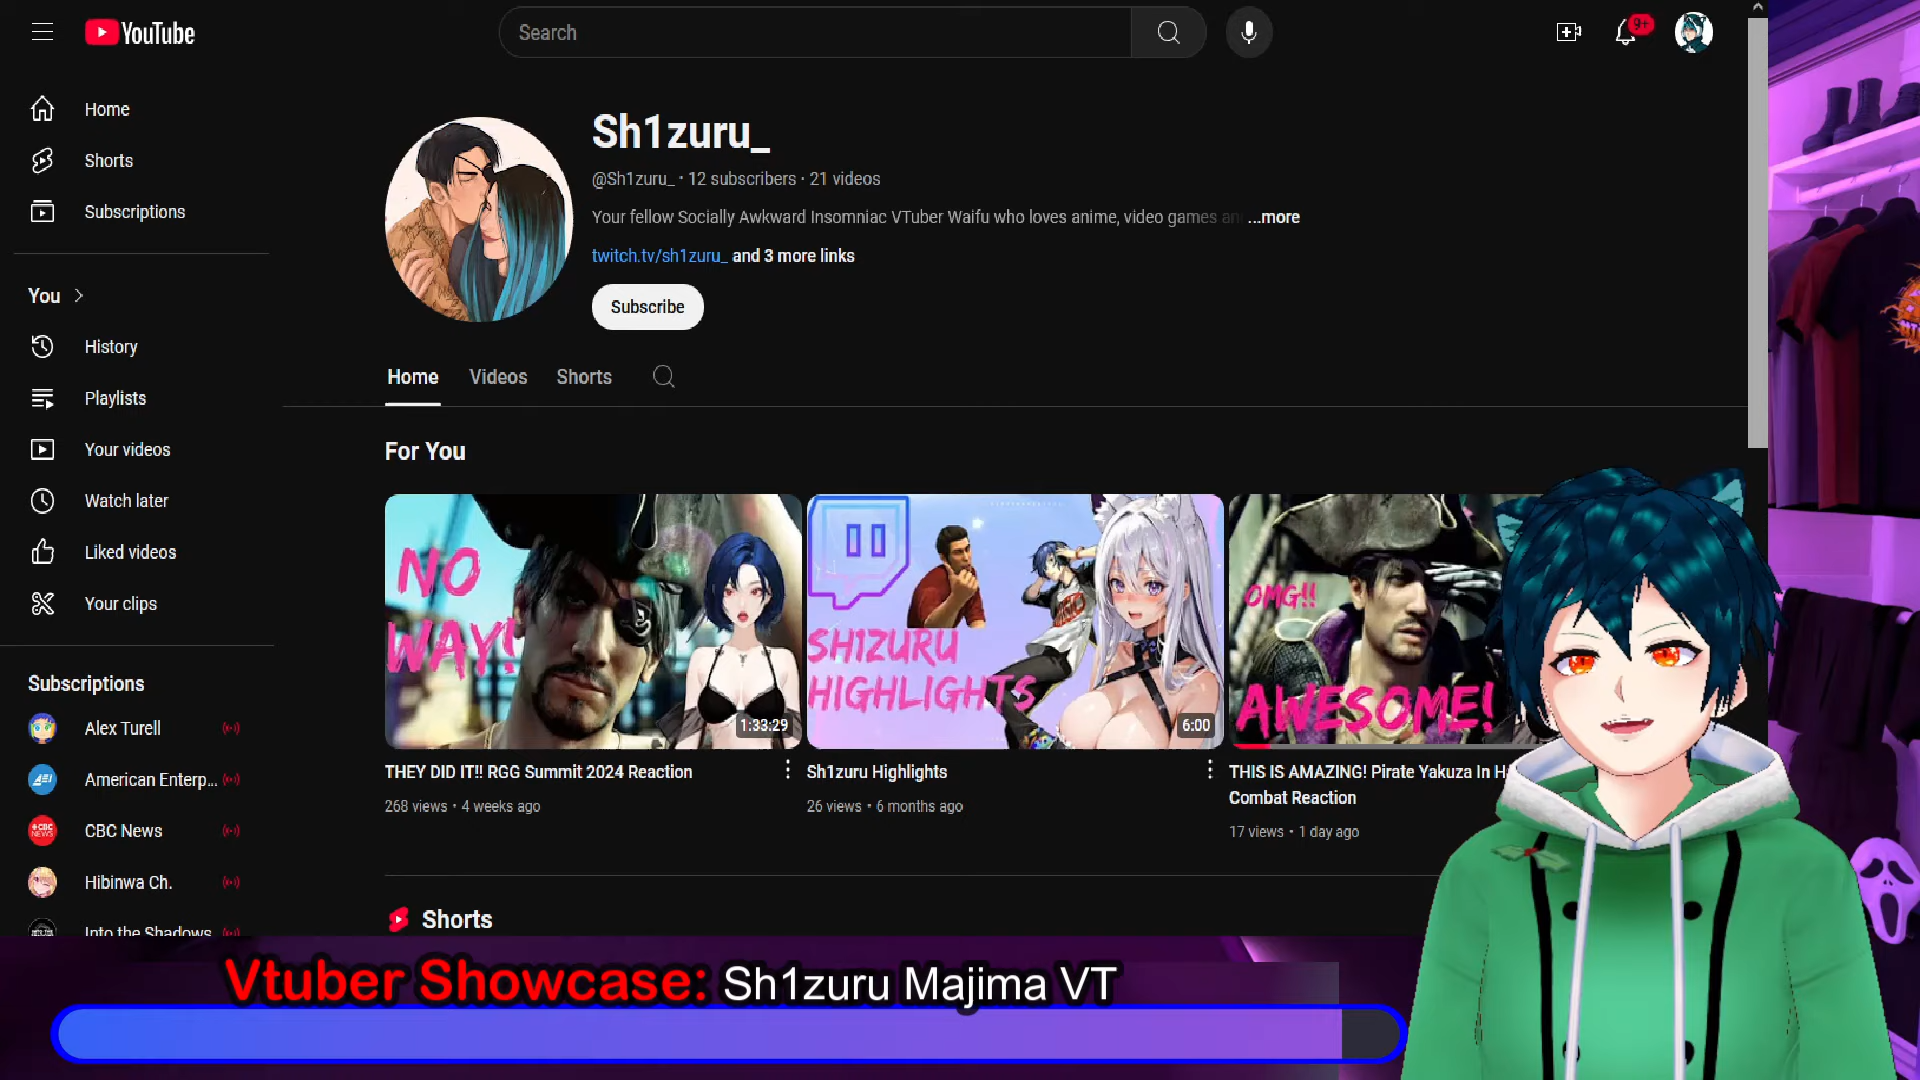 YouTube
Search
9+
Home
Shorts
Subscriptions
You
History
Playlists
Your videos
Watch later
Liked videos
Your clips
Subscriptions
Alex Turell
American Enterp...
CBC News
Hibinwa Ch.
Into the Shadows
Sh1zuru_
@Sh1zuru_ • 12 subscribers • 21 videos
Your fellow Socially Awkward Insomniac VTuber Waifu who loves anime, video games an ...more
twitch.tv/sh1zuru_ and 3 more links
Subscribe
Home Videos Shorts
For You
NO
WAY!
1:33:29
THEY DID IT!! RGG Summit 2024 Reaction
268 views • 4 weeks ago
SH1ZURU
HIGHLIGHTS
6:00
Sh1zuru Highlights
26 views • 6 months ago
OMG!!
AWESOME!
THIS IS AMAZING! Pirate Yakuza In H
Combat Reaction
17 views • 1 day ago
Shorts
Vtuber Showcase: Sh1zuru Majima VT